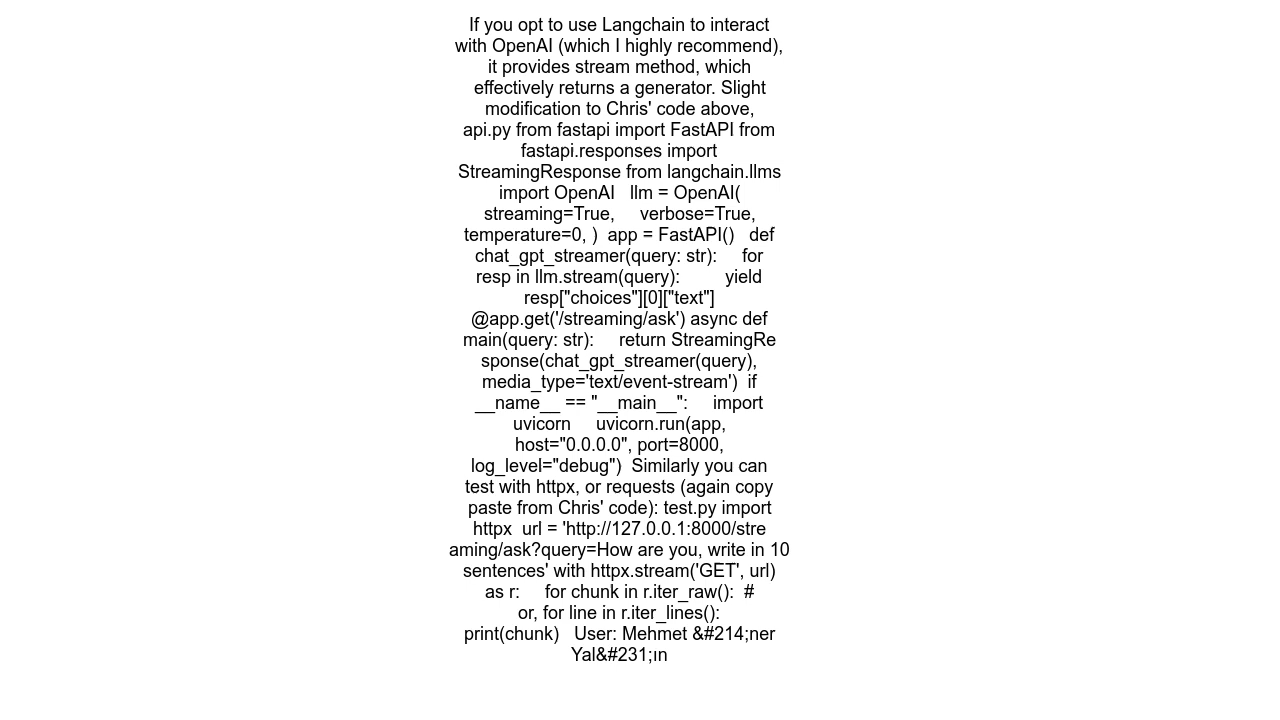 If you opt to use Langchain to interact
with OpenAI (which I highly recommend),
it provides stream method, which
effectively returns a generator. Slight
modification to Chris' code above,
api.py from fastapi import FastAPI from
fastapi.responses import
StreamingResponse from langchain.llms
import OpenAI   llm = OpenAI(
streaming=True,     verbose=True,
temperature=0, )  app = FastAPI()   def
chat_gpt_streamer(query: str):     for
resp in llm.stream(query):         yield
resp["choices"][0]["text"]
@app.get('/streaming/ask') async def
main(query: str):     return StreamingRe
sponse(chat_gpt_streamer(query),
media_type='text/event-stream')  if
__name__ == "__main__":     import
uvicorn     uvicorn.run(app,
host="0.0.0.0", port=8000,
log_level="debug")  Similarly you can
test with httpx, or requests (again copy
paste from Chris' code): test.py import
httpx  url = 'http://127.0.0.1:8000/stre
aming/ask?query=How are you, write in 10
sentences' with httpx.stream('GET', url)
as r:     for chunk in r.iter_raw():  #
or, for line in r.iter_lines():
print(chunk)   User: Mehmet &#214;ner
Yal&#231;ın